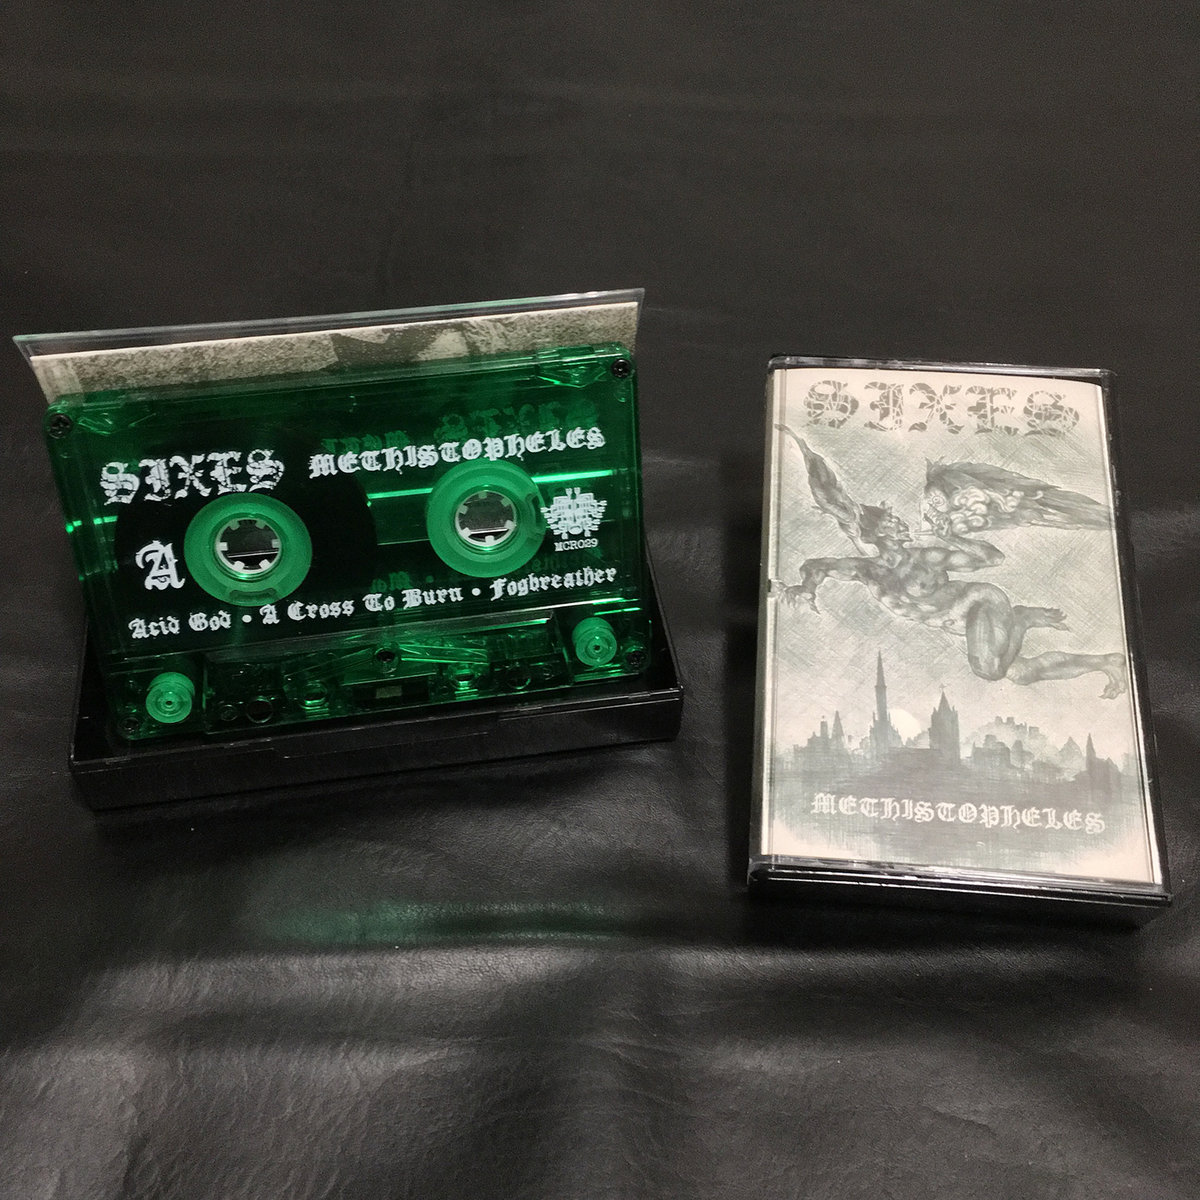 SIXES METHISTOPHELES
A
MCR029
Acid God • A Cross To Burn • Fogbreather
SIXES
METHISTOPHELES